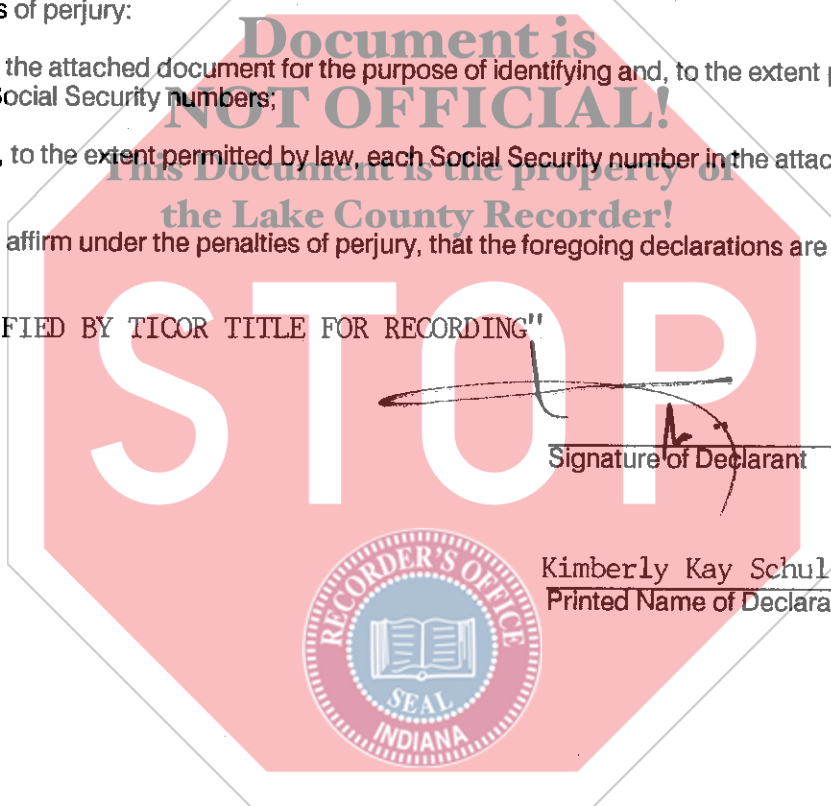 s of perjury:
Document is
the attached document for the purpose of identifying and, to the extent p
Social Security numbers;
NOT OFFICIAL!
, to the extent permitted by law, each Social Security number in the attac
This Document is the property of
the Lake County Recorder!
affirm under the penalties of perjury, that the foregoing declarations are
FIED BY TICOR TITLE FOR RECORDING"
STOP
Signature of Declarant
Kimberly Kay Schul
Printed Name of Declara
RECORDER'S OFFICE
SEAL
INDIANA